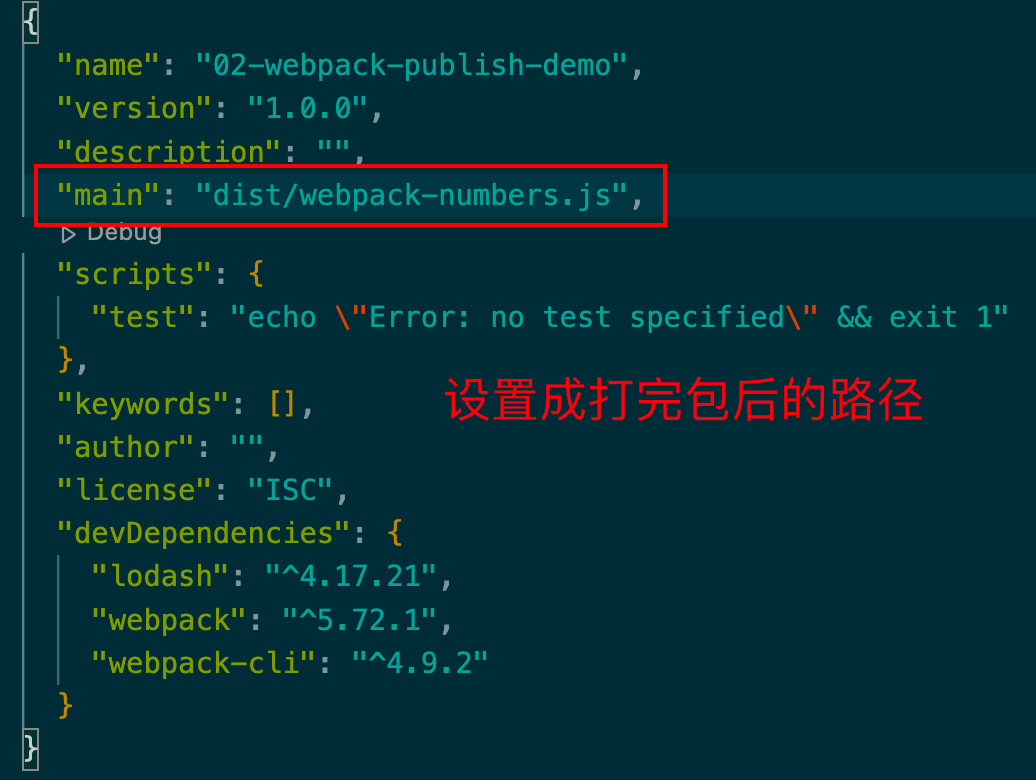 {
"name": "02-webpack-publish-demo",
"version": "1.0.0",
"description": "",
"main": "dist/webpack-numbers.js",
Debug
"scripts": {
"test": "echo \"Error: no test specified\" && exit 1"
},
"keywords": [],
设置成打完包后的路径
"author": "",
"license": "ISC",
"devDependencies": {
"lodash": "^4.17.21",
"webpack": "^5.72.1",
"webpack-cli": "^4.9.2"
}
}